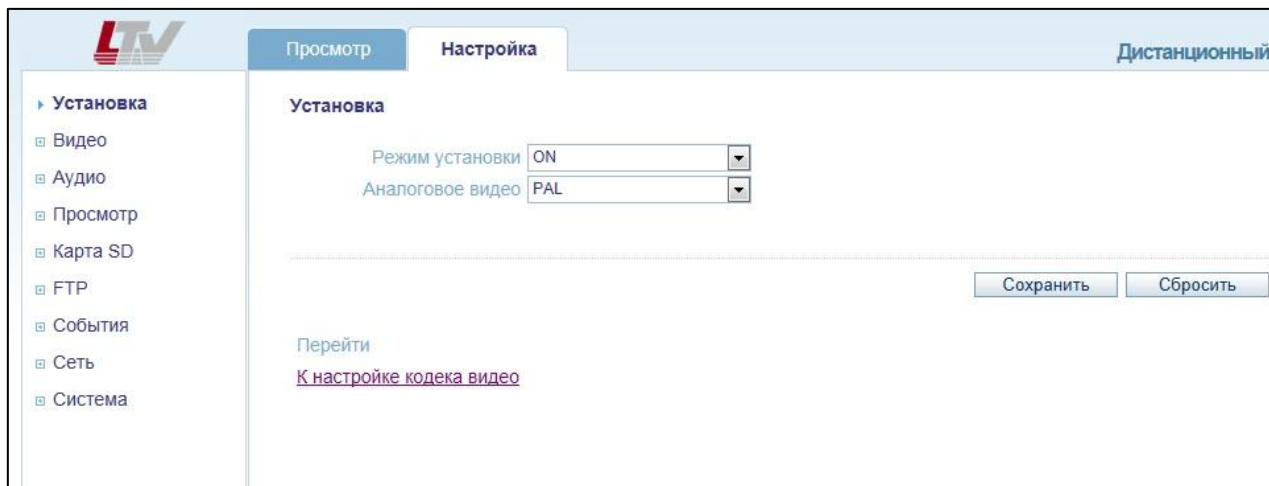 LTV
Просмотр
Настройка
Дистанционный
Установка
Видео
Аудио
Просмотр
Карта SD
FTP
События
Сеть
Система
Установка
Режим установки ON
Аналоговое видео PAL
Сохранить Сбросить
Перейти
К настройке кодека видео